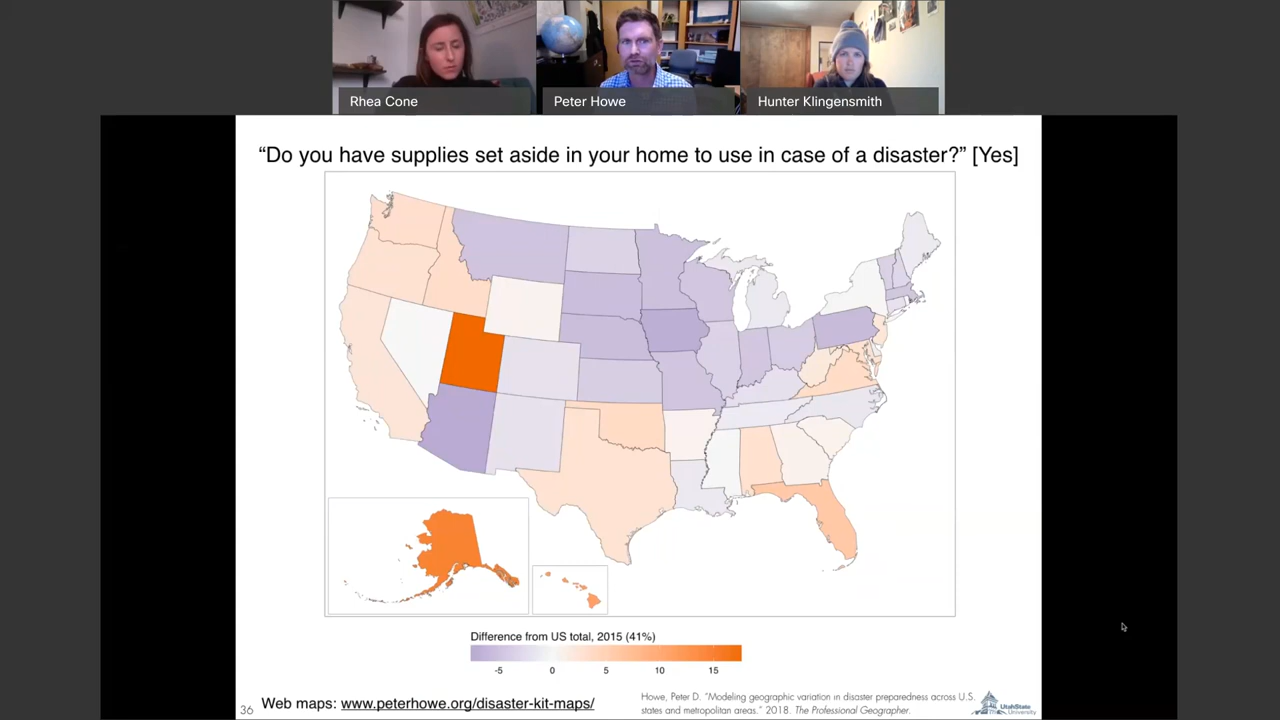 Rhea Cone
Peter Howe
Hunter Klingensmith
“Do you have supplies set aside in your home to use in case of a disaster?” [Yes]
Difference from US total, 2015 (41%)
-5 0 5 10 15
36
Web maps: www.peterhowe.org/disaster-kit-maps/
Howe, Peter D. “Modeling geographic variation in disaster preparedness across U.S.
states and metropolitan areas.” 2018. The Professional Geographer.
UtahState
University